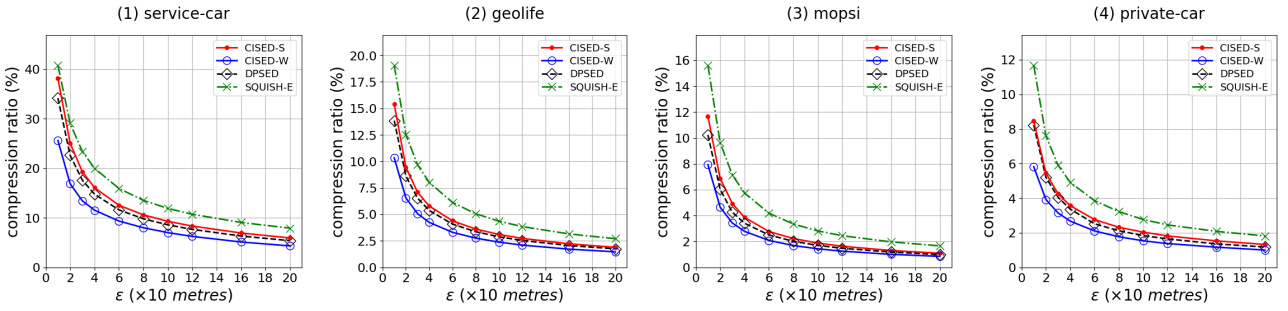 (1) service-car
compression ratio (%)
40
30
20
10
0
0 2 4 6 8 10 12 14 16 18 20
ε (×10 metres)
CISED-S
CISED-W
DPSED
SQUISH-E
(2) geolife
compression ratio (%)
20.0
17.5
15.0
12.5
10.0
7.5
5.0
2.5
0.0
0 2 4 6 8 10 12 14 16 18 20
ε (×10 metres)
CISED-S
CISED-W
DPSED
SQUISH-E
(3) mopsi
compression ratio (%)
16
14
12
10
8
6
4
2
0
0 2 4 6 8 10 12 14 16 18 20
ε (×10 metres)
CISED-S
CISED-W
DPSED
SQUISH-E
(4) private-car
compression ratio (%)
12
10
8
6
4
2
0
0 2 4 6 8 10 12 14 16 18 20
ε (×10 metres)
CISED-S
CISED-W
DPSED
SQUISH-E